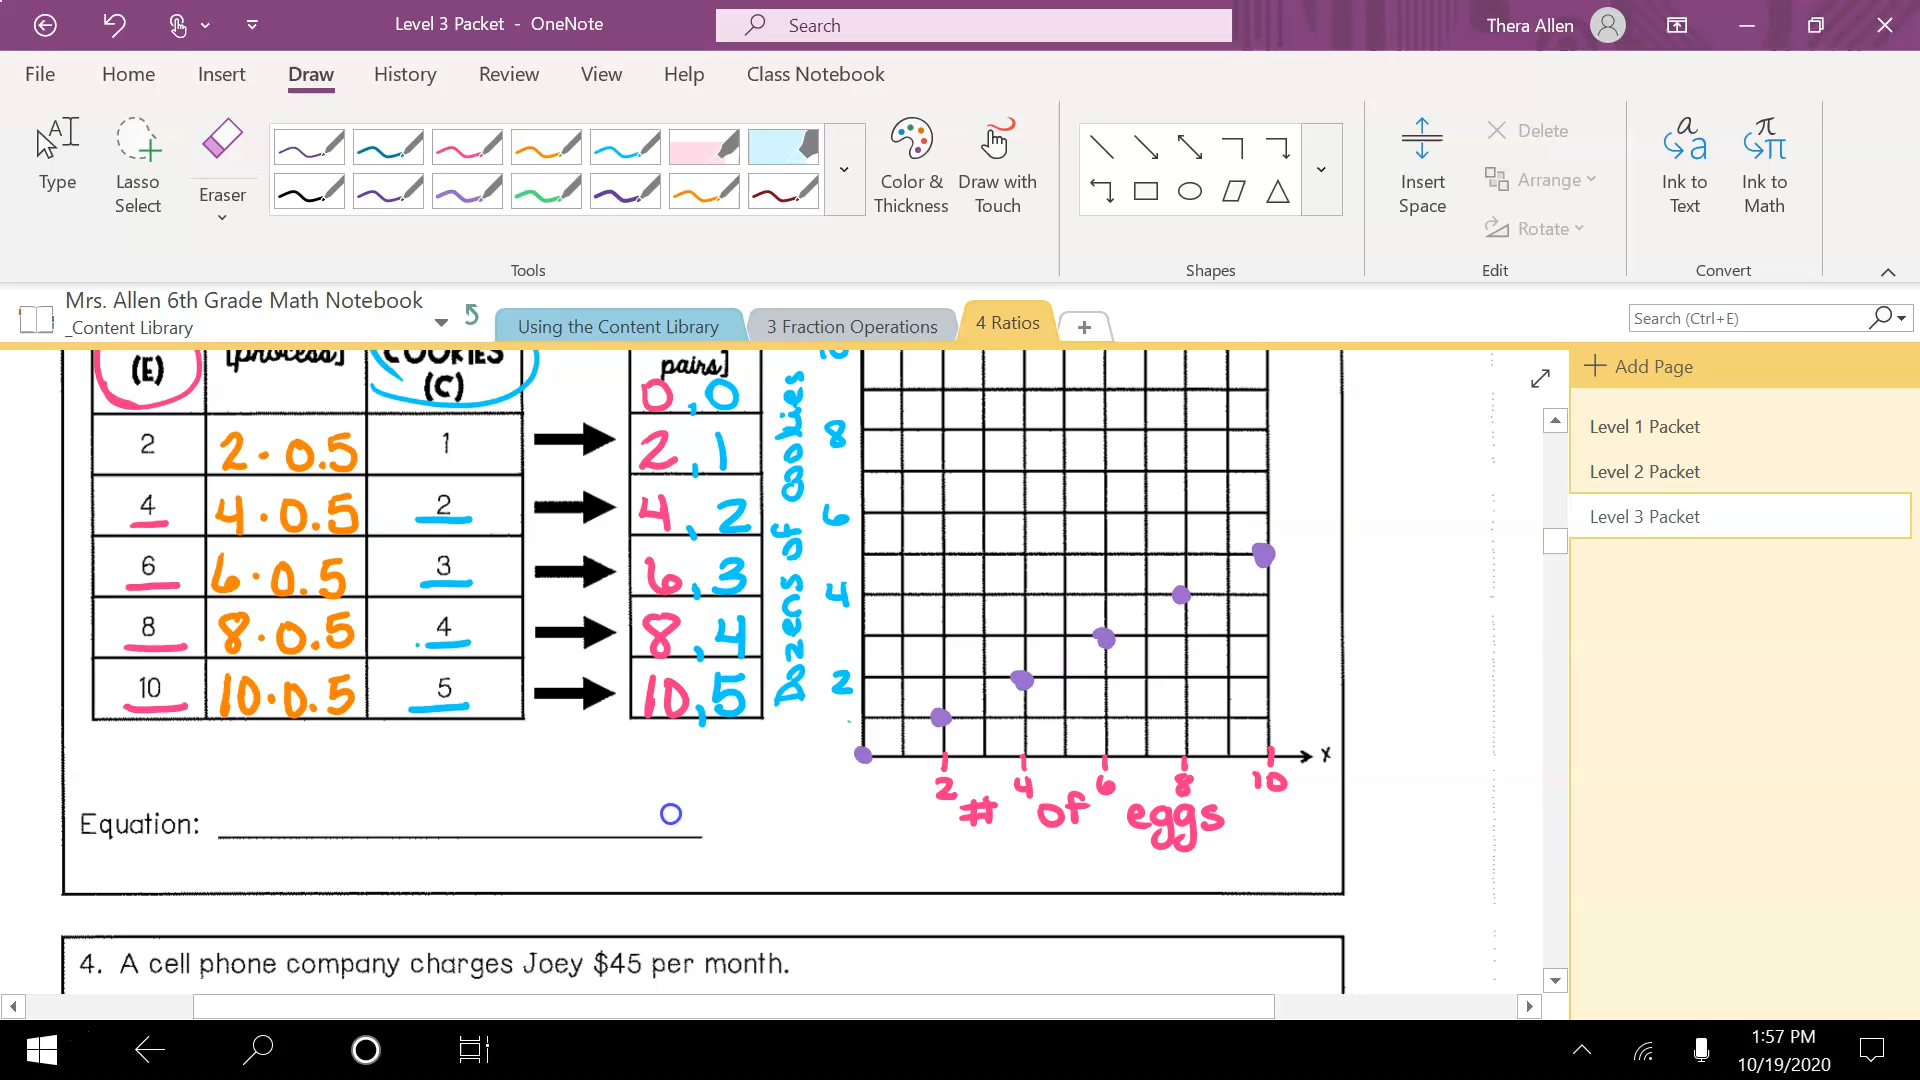 Level 3 Packet - OneNote
Search
Thera Allen
File Home Insert Draw History Review View Help Class Notebook
Type
Lasso Select
Eraser
Color & Thickness
Draw with Touch
Insert Space
Delete
Arrange
Rotate
Ink to Text
Ink to Math
Tools
Shapes
Edit
Convert
Mrs. Allen 6th Grade Math Notebook
_Content Library
Using the Content Library
3 Fraction Operations
4 Ratios
Search (Ctrl+E)
Add Page
Level 1 Packet
Level 2 Packet
Level 3 Packet
(E) [process] COOKIES (C) pairs]
0,0
2 2·0.5 1 2,1
4 4·0.5 2 4,2
6 6·0.5 3 6,3
8 8·0.5 4 8,4
10 10·0.5 5 10,5
Dozens of cookies
10
8
6
4
2
x
2 4 6 8 10
# of eggs
Equation:
4. A cell phone company charges Joey $45 per month.
1:57 PM
10/19/2020